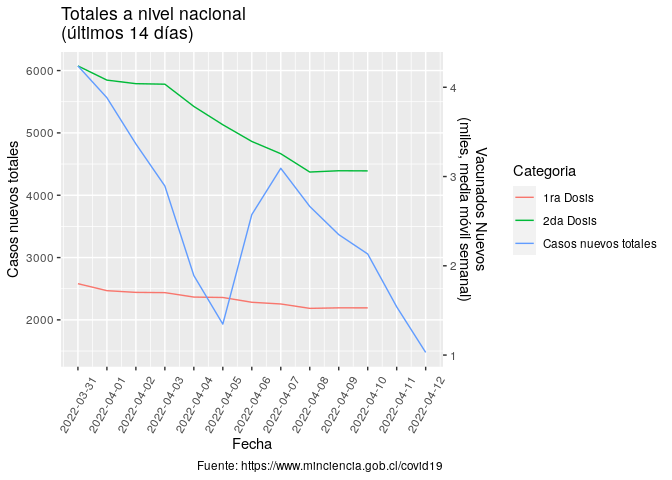 Totales a nivel nacional
(últimos 14 días)
Casos nuevos totales
6000
5000
4000
3000
2000
4
3
2
1
Vacunados Nuevos
(miles, media móvil semanal)
2022-03-31
2022-04-01
2022-04-02
2022-04-03
2022-04-04
2022-04-05
2022-04-06
2022-04-07
2022-04-08
2022-04-09
2022-04-10
2022-04-11
2022-04-12
Fecha
Categoria
1ra Dosis
2da Dosis
Casos nuevos totales
Fuente: https://www.minciencia.gob.cl/covid19